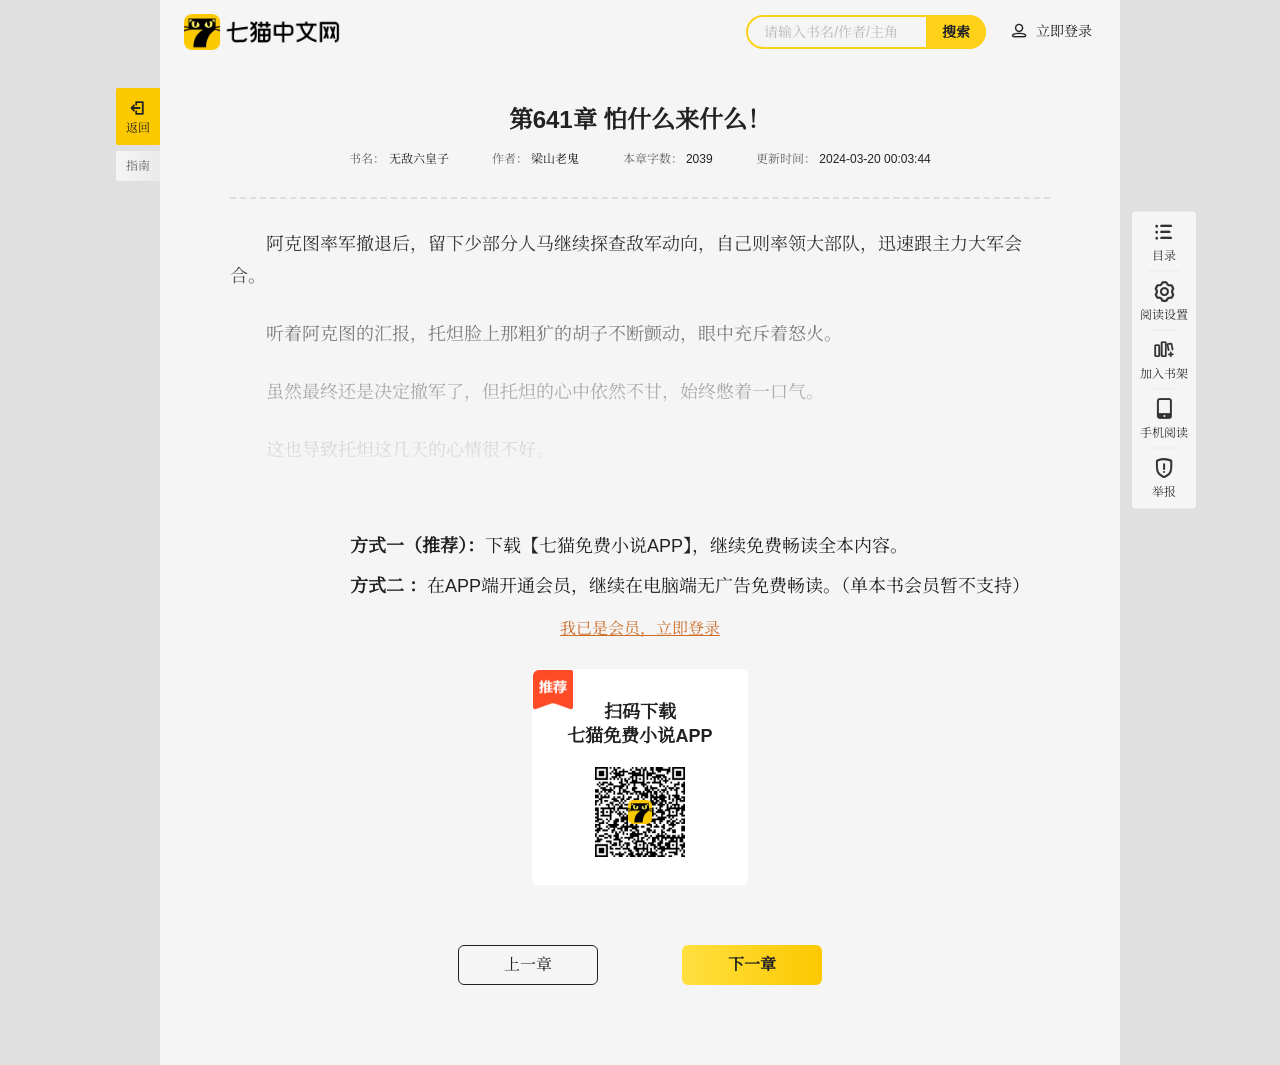 七猫中文网
请输入书名/作者/主角
搜索
立即登录
返回
指南
第641章 怕什么来什么！
书名： 无敌六皇子 作者： 梁山老鬼 本章字数： 2039 更新时间： 2024-03-20 00:03:44
阿克图率军撤退后，留下少部分人马继续探查敌军动向，自己则率领大部队，迅速跟主力大军会
合。
听着阿克图的汇报，托炟脸上那粗犷的胡子不断颤动，眼中充斥着怒火。
虽然最终还是决定撤军了，但托炟的心中依然不甘，始终憋着一口气。
这也导致托炟这几天的心情很不好。
目录
阅读设置
加入书架
手机阅读
举报
方式一（推荐）：下载【七猫免费小说APP】，继续免费畅读全本内容。
方式二 ：在APP端开通会员，继续在电脑端无广告免费畅读。（单本书会员暂不支持）
我已是会员，立即登录
推荐
扫码下载
七猫免费小说APP
上一章
下一章